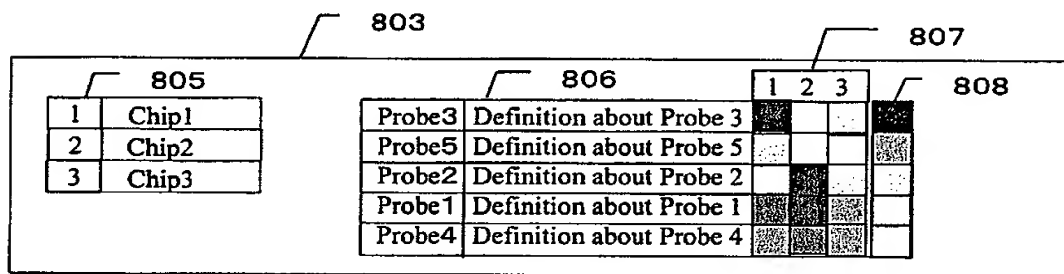 803
807
805
806
808
1 2 3
1 Chip1
2 Chip2
3 Chip3
Probe3 Definition about Probe 3
Probe5 Definition about Probe 5
Probe2 Definition about Probe 2
Probe1 Definition about Probe 1
Probe4 Definition about Probe 4